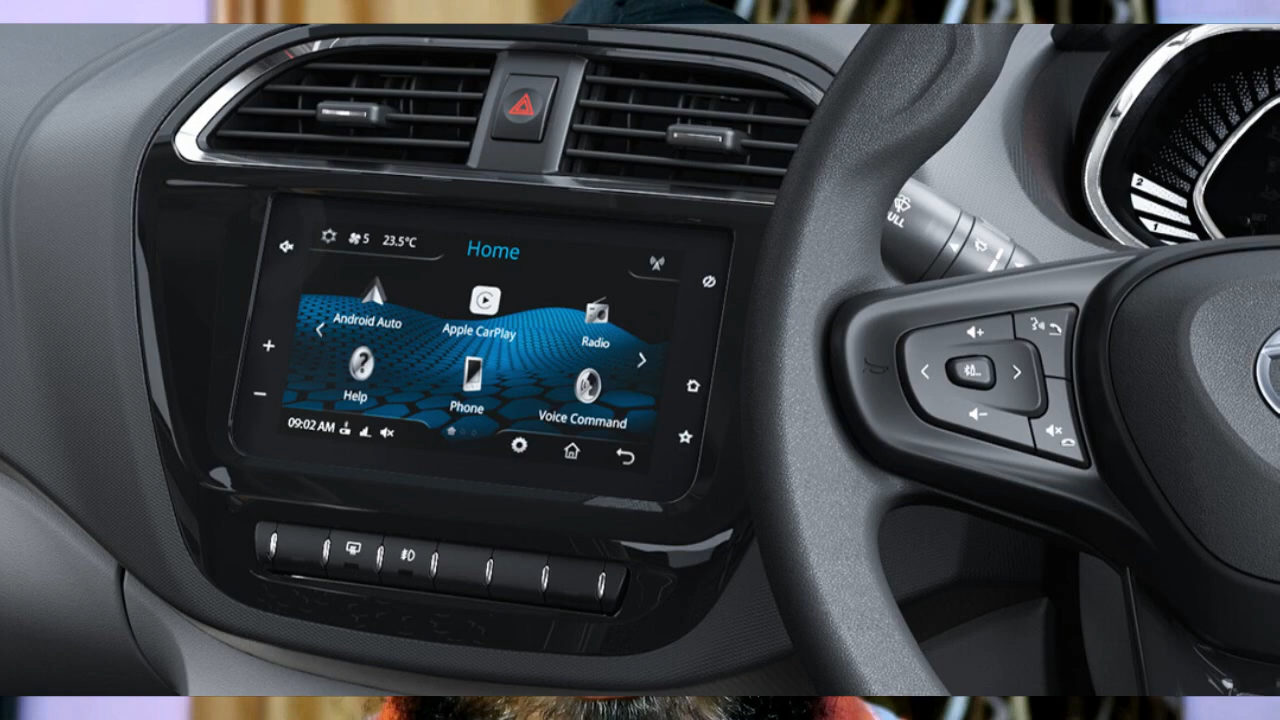 5 23.5°C
Home
Android Auto
Apple CarPlay
Radio
Help
Phone
Voice Command
09:02 AM
2
1